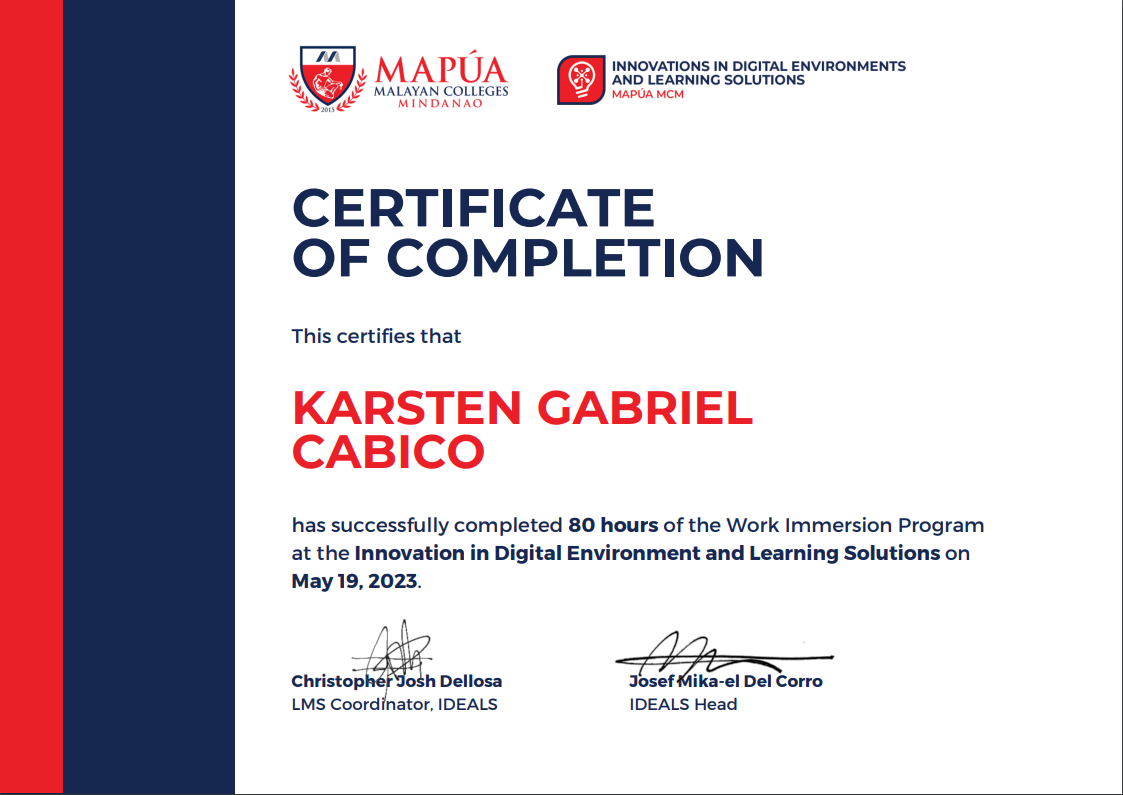 MAPÚA
MALAYAN COLLEGES
MINDANAO
2015
INNOVATIONS IN DIGITAL ENVIRONMENTS
AND LEARNING SOLUTIONS
MAPÚA MCM
CERTIFICATE
OF COMPLETION
This certifies that
KARSTEN GABRIEL
CABICO
has successfully completed 80 hours of the Work Immersion Program
at the Innovation in Digital Environment and Learning Solutions on
May 19, 2023.
Christopher Josh Dellosa
LMS Coordinator, IDEALS
Josef Mika-el Del Corro
IDEALS Head